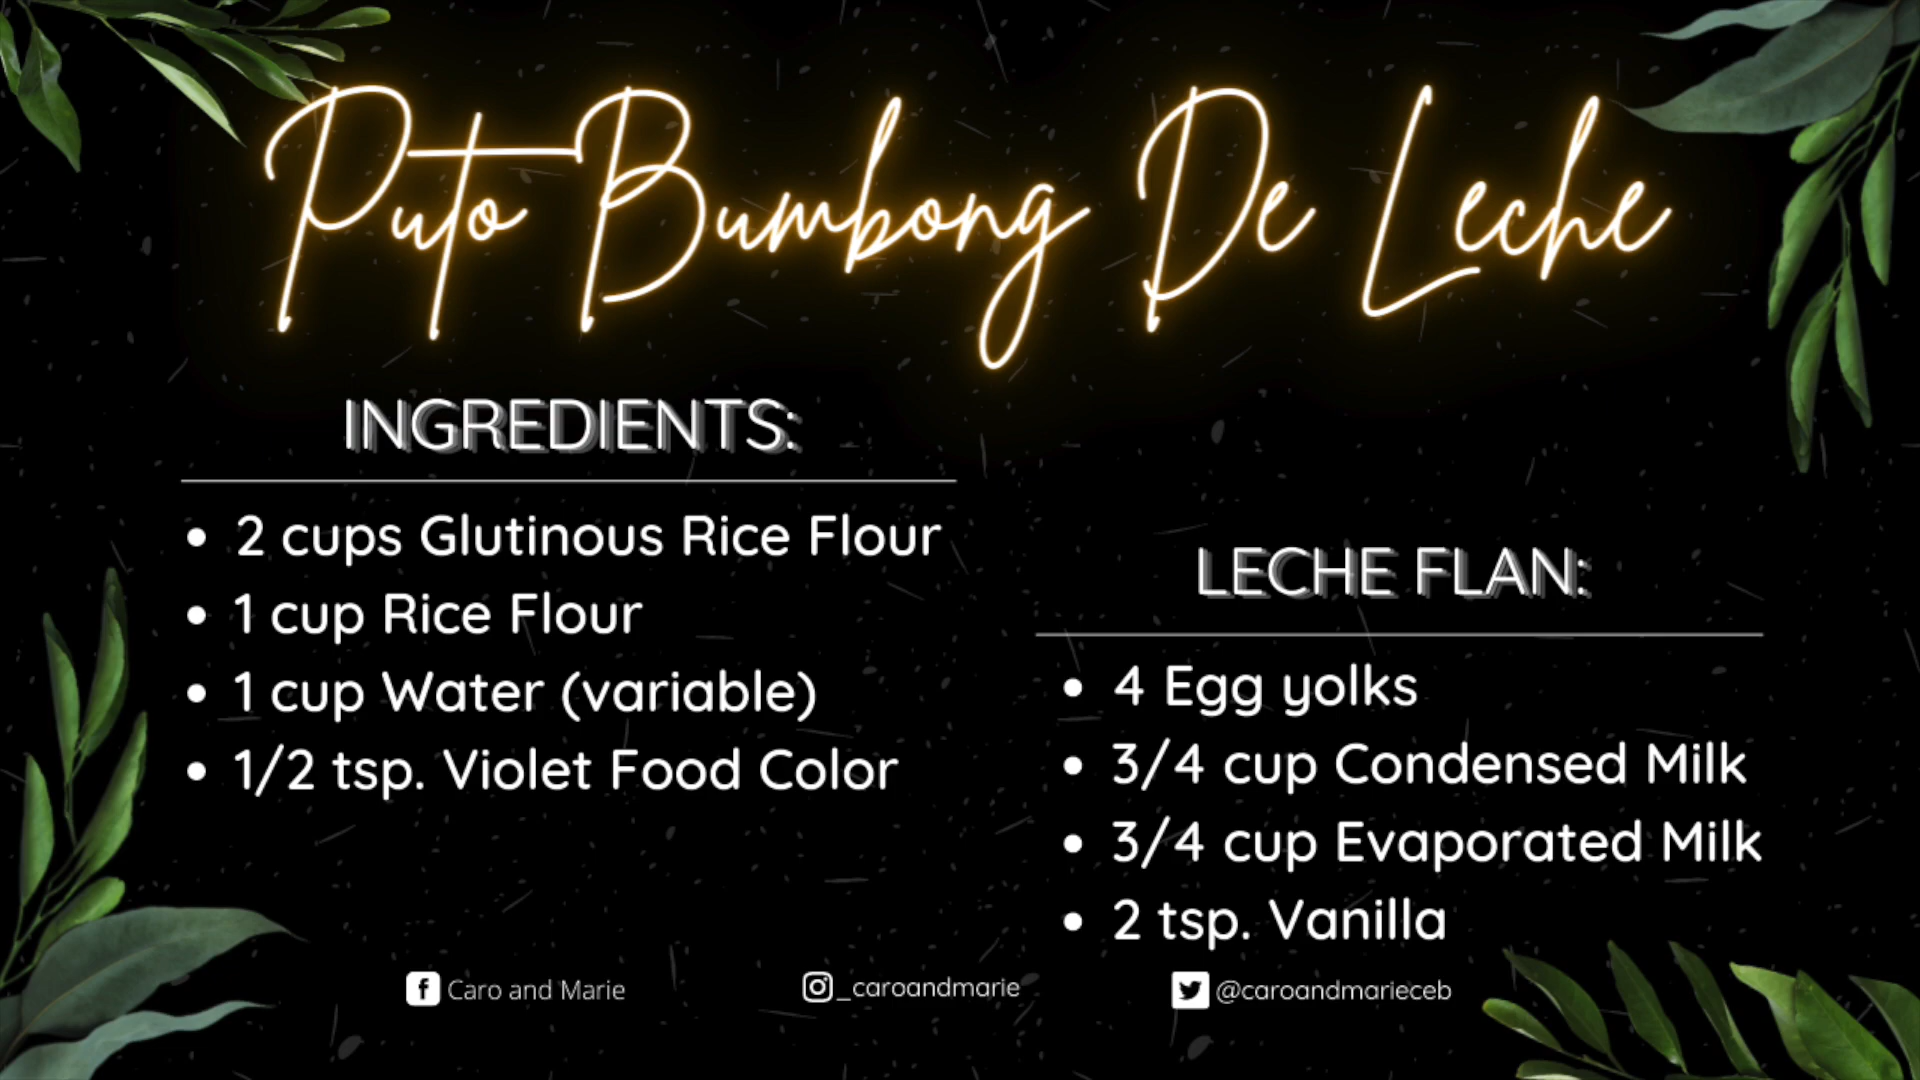 Puto Bumbong De Leche
INGREDIENTS:
• 2 cups Glutinous Rice Flour
• 1 cup Rice Flour
• 1 cup Water (variable)
• 1/2 tsp. Violet Food Color
LECHE FLAN:
• 4 Egg yolks
• 3/4 cup Condensed Milk
• 3/4 cup Evaporated Milk
• 2 tsp. Vanilla
Caro and Marie
_caroandmarie
@caroandmarieceb